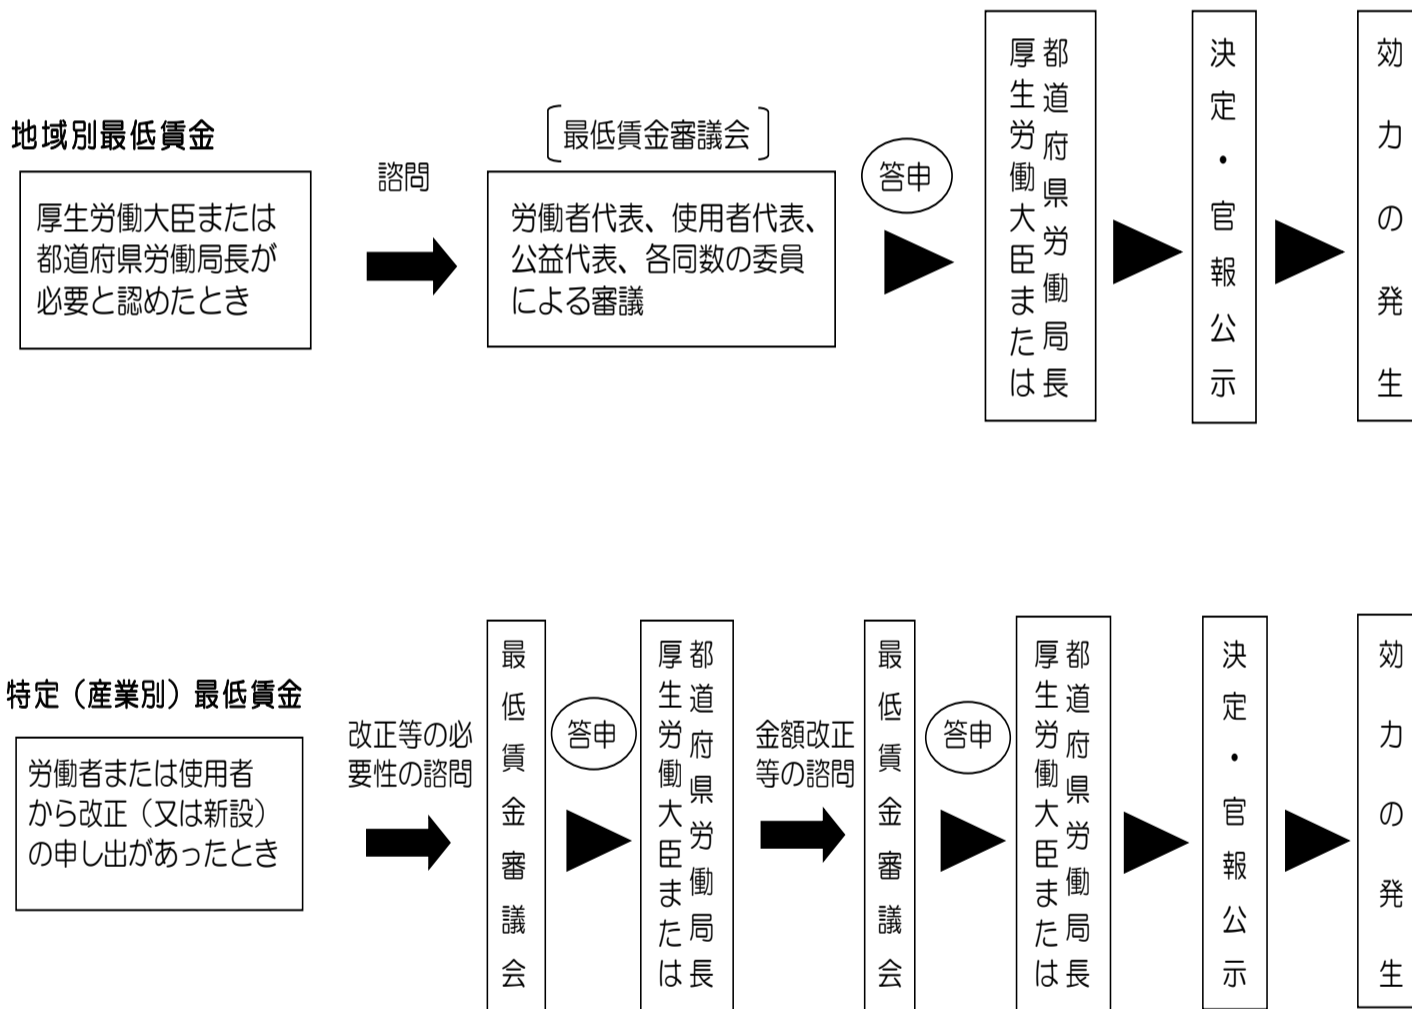 地域別最低賃金
厚生労働大臣または
都道府県労働局長が
必要と認めたとき
諮問
最低賃金審議会
労働者代表、使用者代表、
公益代表、各同数の委員
による審議
答申
厚生労働大臣または
都道府県労働局長
決定・官報公示
効力の発生
特定（産業別）最低賃金
労働者または使用者
から改正（又は新設）
の申し出があったとき
改正等の必
要性の諮問
最低賃金審議会
答申
厚生労働大臣または
都道府県労働局長
金額改正
等の諮問
最低賃金審議会
答申
厚生労働大臣または
都道府県労働局長
決定・官報公示
効力の発生